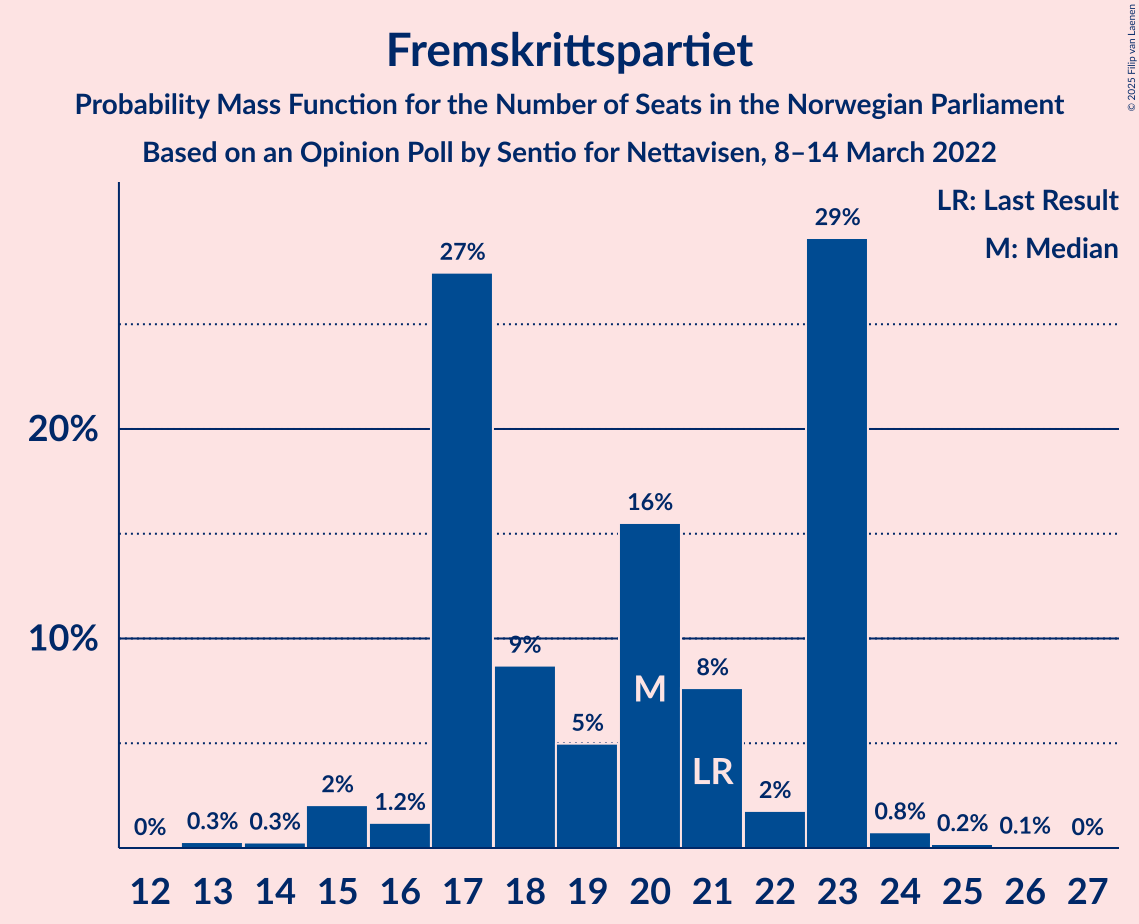 Fremskrittspartiet
Probability Mass Function for the Number of Seats in the Norwegian Parliament
Based on an Opinion Poll by Sentio for Nettavisen, 8–14 March 2022
© 2025 Filip van Laenen
LR: Last Result
M: Median
29%
27%
20%
16%
10%
9%
8%
M
5%
LR
2%
2%
1.2%
0.8%
0%
0.3%
0.3%
0.2%
0.1%
0%
12 13 14 15 16 17 18 19 20 21 22 23 24 25 26 27